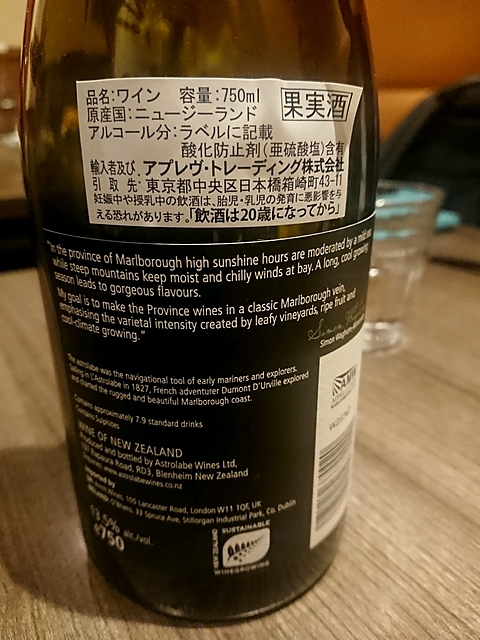 品名:ワイン 容量:750ml 果実酒
原産国:ニュージーランド
アルコール分:ラベルに記載
酸化防止剤(亜硫酸塩)含有
輸入者及び、アプレヴ・トレーディング株式会社
引取先:東京都中央区日本橋箱崎町43-11
妊娠中や授乳中の飲酒は、胎児・乳児の発育に悪影響を与
える恐れがあります。「飲酒は20歳になってから」
"In the province of Marlborough high sunshine hours are moderated by a
while steep mountains keep moist and chilly winds at bay. A long, cool growing
season leads to gorgeous flavours.
My goal is to make the Province wines in a classic Marlborough vein,
emphasising the varietal intensity created by leafy vineyards, ripe fruit and
cool-climate growing."
Simon
The astrolabe was the navigational tool of early mariners and explorers.
Sailing in L'Astrolabe in 1827, French adventurer Dumont D'Urville explored
and charted the rugged and beautiful Marlborough coast.
Contains approximately 7.9 standard drinks
Contains sulphites
WINE OF NEW ZEALAND
Produced and bottled by Astrolabe Wines Ltd,
Road, RD3, Blenheim New Zealand
www.astrolabewines.co.nz
Wines, 109 Lancaster Road, London W11 1QF, UK
O'Briens, 33 Spruce Ave, Stillorgan Industrial Park, Co. Dublin
13.5% alc/vol.
e750
SUSTAINABLE
NEW ZEALAND
WINEGROWING